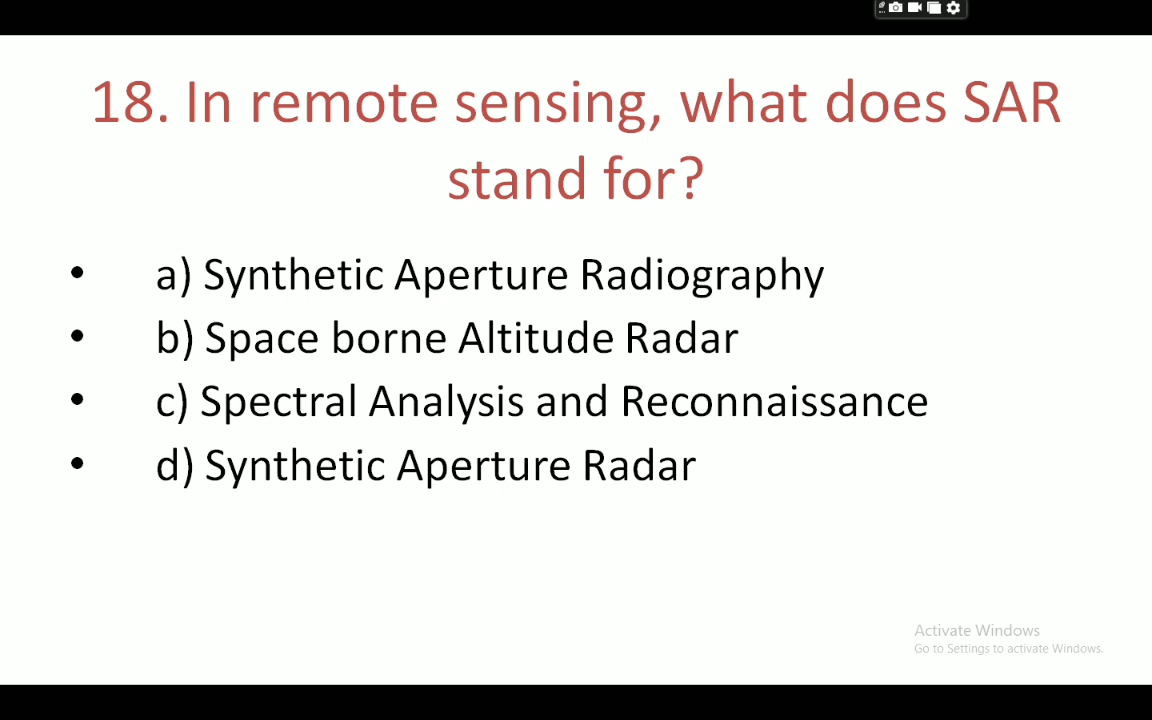 18. In remote sensing, what does SAR
stand for?
• a) Synthetic Aperture Radiography
• b) Space borne Altitude Radar
• c) Spectral Analysis and Reconnaissance
• d) Synthetic Aperture Radar
Activate Windows
Go to Settings to activate Windows.